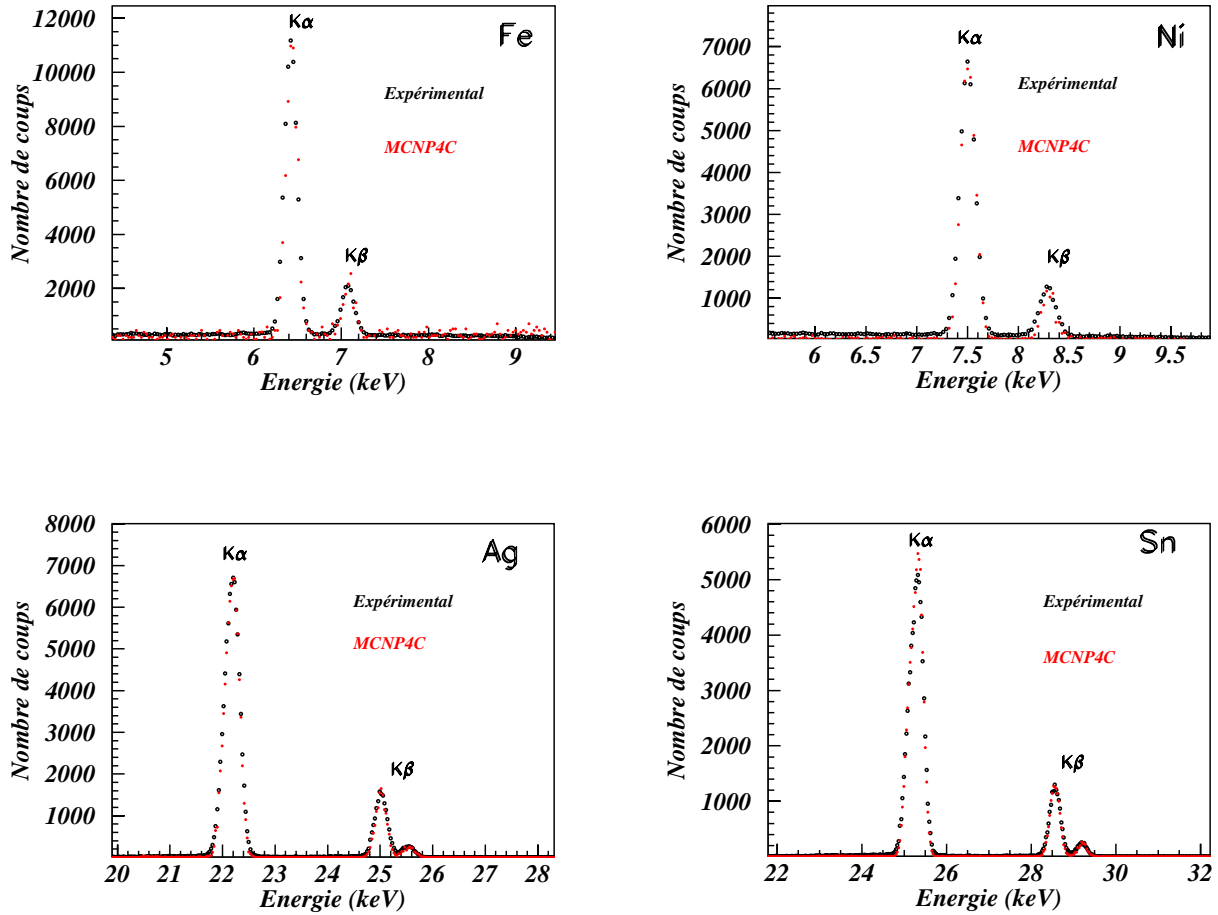 Fe
Nombre de coups
12000
10000
8000
6000
4000
2000
Kα
Kβ
Expérimental
MCNP4C
5 6 7 8 9
Energie (keV)
Ni
Nombre de coups
7000
6000
5000
4000
3000
2000
1000
Kα
Kβ
Expérimental
MCNP4C
6 6.5 7 7.5 8 8.5 9 9.5
Energie (keV)
Ag
Nombre de coups
8000
7000
6000
5000
4000
3000
2000
1000
Kα
Kβ
Expérimental
MCNP4C
20 21 22 23 24 25 26 27 28
Energie (keV)
Sn
Nombre de coups
6000
5000
4000
3000
2000
1000
Kα
Kβ
Expérimental
MCNP4C
22 24 26 28 30 32
Energie (keV)